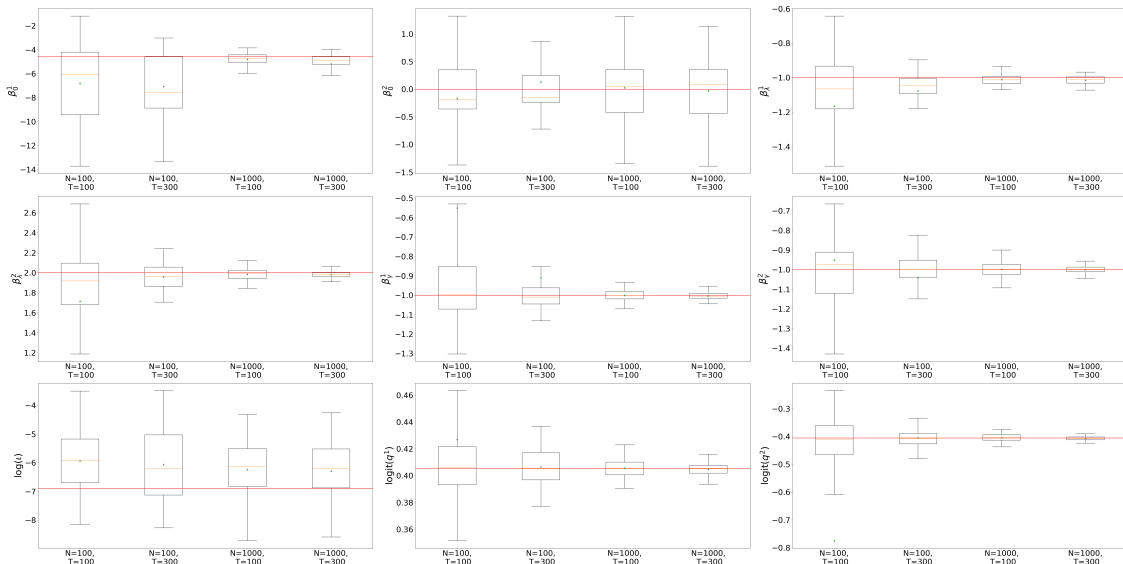 −2
−4
−6
−8
−10
−12
−14
β₀¹
N=100,
T=100
N=100,
T=300
N=1000,
T=100
N=1000,
T=300
1.0
0.5
0.0
−0.5
−1.0
−1.5
β₀²
N=100,
T=100
N=100,
T=300
N=1000,
T=100
N=1000,
T=300
−0.6
−0.8
−1.0
−1.2
−1.4
β_λ¹
N=100,
T=100
N=100,
T=300
N=1000,
T=100
N=1000,
T=300
2.6
2.4
2.2
2.0
1.8
1.6
1.4
1.2
β_λ²
N=100,
T=100
N=100,
T=300
N=1000,
T=100
N=1000,
T=300
−0.5
−0.6
−0.7
−0.8
−0.9
−1.0
−1.1
−1.2
−1.3
β_γ¹
N=100,
T=100
N=100,
T=300
N=1000,
T=100
N=1000,
T=300
−0.7
−0.8
−0.9
−1.0
−1.1
−1.2
−1.3
−1.4
β_γ²
N=100,
T=100
N=100,
T=300
N=1000,
T=100
N=1000,
T=300
−4
−5
−6
−7
−8
log(ι)
N=100,
T=100
N=100,
T=300
N=1000,
T=100
N=1000,
T=300
0.46
0.44
0.42
0.40
0.38
0.36
logit(q¹)
N=100,
T=100
N=100,
T=300
N=1000,
T=100
N=1000,
T=300
−0.3
−0.4
−0.5
−0.6
−0.7
−0.8
logit(q²)
N=100,
T=100
N=100,
T=300
N=1000,
T=100
N=1000,
T=300